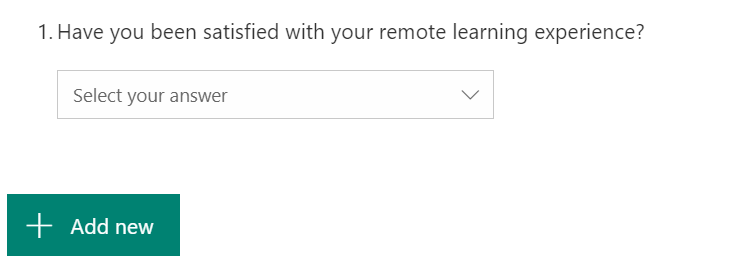 1. Have you been satisfied with your remote learning experience?
Select your answer
Add new